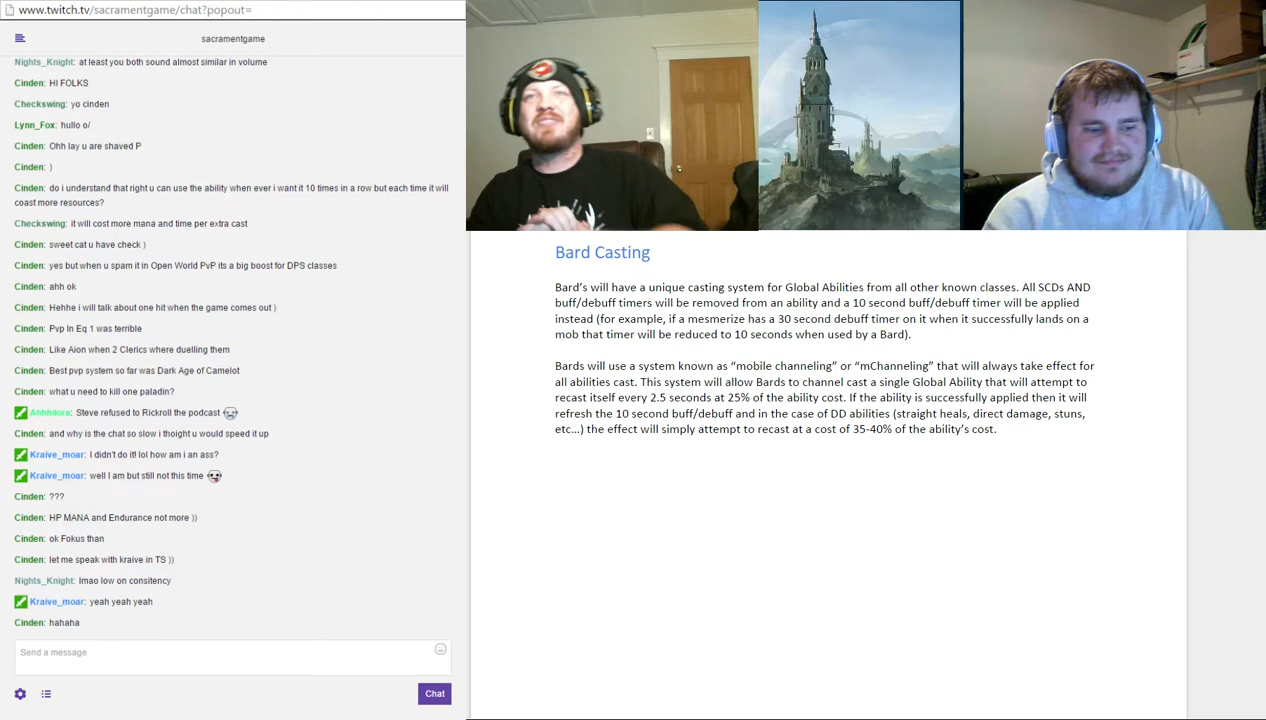 www.twitch.tv/sacramentgame/chat?popout=
sacramentgame
Nights_Knight: at least you both sound almost similar in volume
Cinden: HI FOLKS
Checkswing: yo cinden
Lynn_Fox: hullo o/
Cinden: Ohh lay u are shaved P
Cinden: )
Cinden: do i understand that right u can use the ability when ever i want it 10 times in a row but each time it will
coast more resources?
Checkswing: it will cost more mana and time per extra cast
Cinden: sweet cat u have check )
Cinden: yes but when u spam it in Open World PvP its a big boost for DPS classes
Cinden: ahh ok
Cinden: Hehhe i will talk about one hit when the game comes out )
Cinden: Pvp In Eq 1 was terrible
Cinden: Like Aion when 2 Clerics where duelling them
Cinden: Best pvp system so far was Dark Age of Camelot
Cinden: what u need to kill one paladin?
Ahhhdora: Steve refused to Rickroll the podcast
Cinden: and why is the chat so slow i thoight u would speed it up
Kraive_moar: I didn't do it! lol how am i an ass?
Kraive_moar: well I am but still not this time
Cinden: ???
Cinden: HP MANA and Endurance not more ))
Cinden: ok Fokus than
Cinden: let me speak with kraive in TS ))
Nights_Knight: lmao low on consitency
Kraive_moar: yeah yeah yeah
Cinden: hahaha
Send a message
Chat
Bard Casting
Bard's will have a unique casting system for Global Abilities from all other known classes. All SCDs AND
buff/debuff timers will be removed from an ability and a 10 second buff/debuff timer will be applied
instead (for example, if a mesmerize has a 30 second debuff timer on it when it successfully lands on a
mob that timer will be reduced to 10 seconds when used by a Bard).
Bards will use a system known as “mobile channeling” or “mChanneling” that will always take effect for
all abilities cast. This system will allow Bards to channel cast a single Global Ability that will attempt to
recast itself every 2.5 seconds at 25% of the ability cost. If the ability is successfully applied then it will
refresh the 10 second buff/debuff and in the case of DD abilities (straight heals, direct damage, stuns,
etc…) the effect will simply attempt to recast at a cost of 35-40% of the ability's cost.